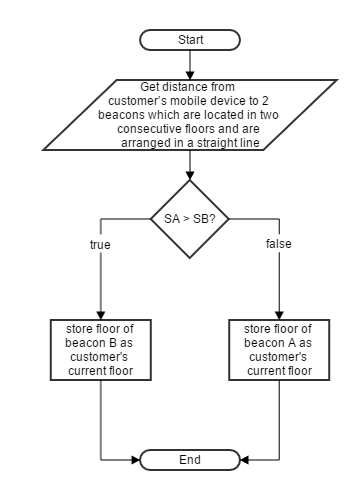 Start
Get distance from
customer's mobile device to 2
beacons which are located in two
consecutive floors and are
arranged in a straight line
SA > SB?
true
false
store floor of
beacon B as
customer's
current floor
store floor of
beacon A as
customer's
current floor
End